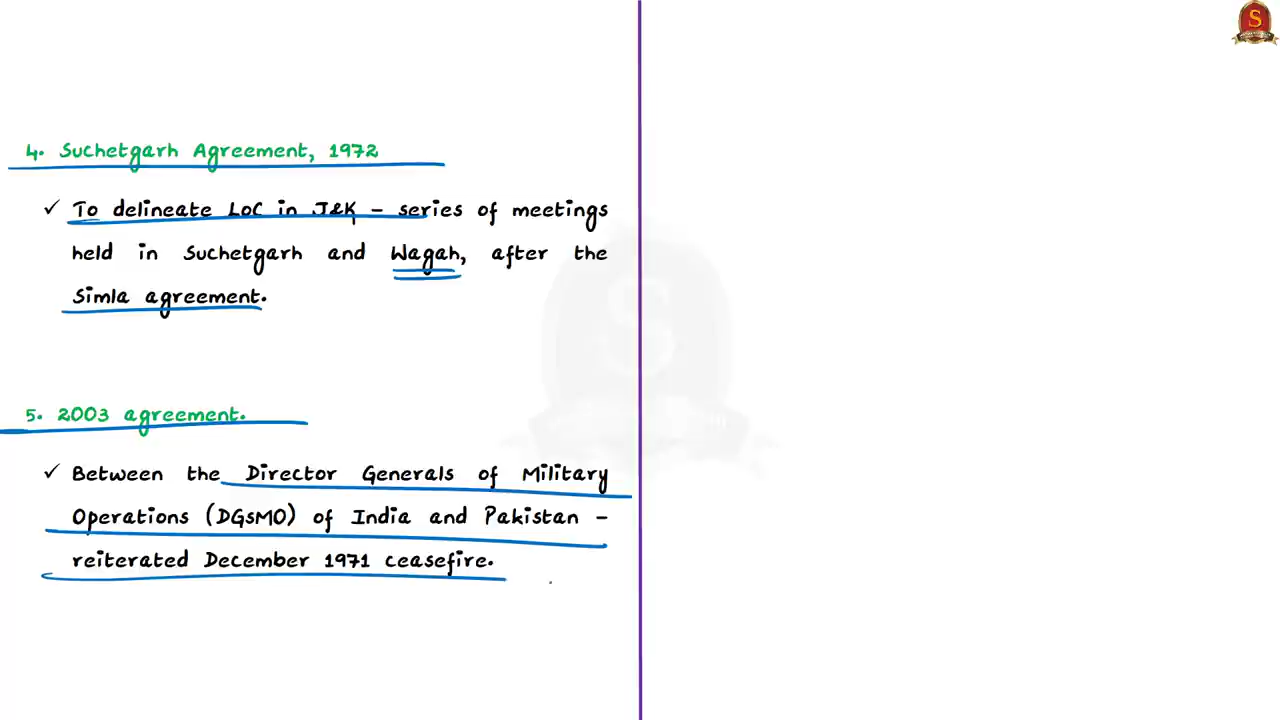 4. Suchetgarh Agreement, 1972
✓ To delineate LoC in J&K – series of meetings
held in Suchetgarh and Wagah, after the
Simla agreement.
5. 2003 agreement.
✓ Between the Director Generals of Military
Operations (DGsMO) of India and Pakistan –
reiterated December 1971 ceasefire.
S